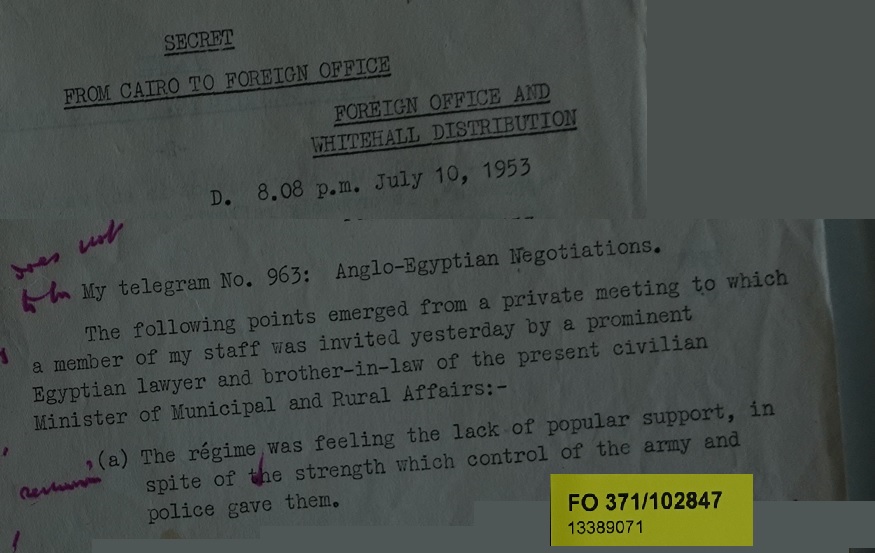 SECRET
FROM CAIRO TO FOREIGN OFFICE
FOREIGN OFFICE AND
WHITEHALL DISTRIBUTION
D. 8.08 p.m. July 10, 1953
does not
My telegram No. 963: Anglo-Egyptian Negotiations.
The following points emerged from a private meeting to which
a member of my staff was invited yesterday by a prominent
Egyptian lawyer and brother-in-law of the present civilian
Minister of Municipal and Rural Affairs:-
(a) The régime was feeling the lack of popular support, in
spite of the strength which control of the army and
police gave them.
FO 371/102847
13389071